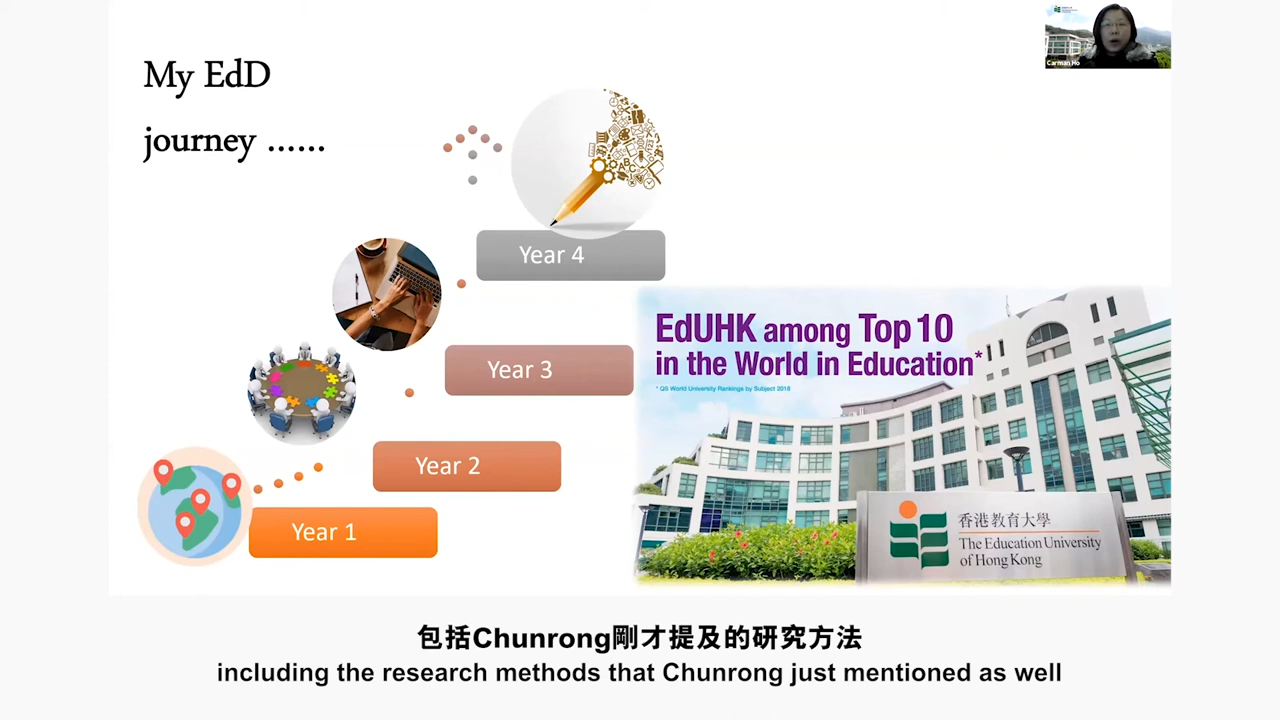 My EdD
journey ......
Carman Ho
Year 4
Year 3
Year 2
Year 1
EdUHK among Top 10
in the World in Education*
* QS World University Rankings by Subject 2018
香港教育大學
The Education University
of Hong Kong
包括Chunrong剛才提及的研究方法
including the research methods that Chunrong just mentioned as well